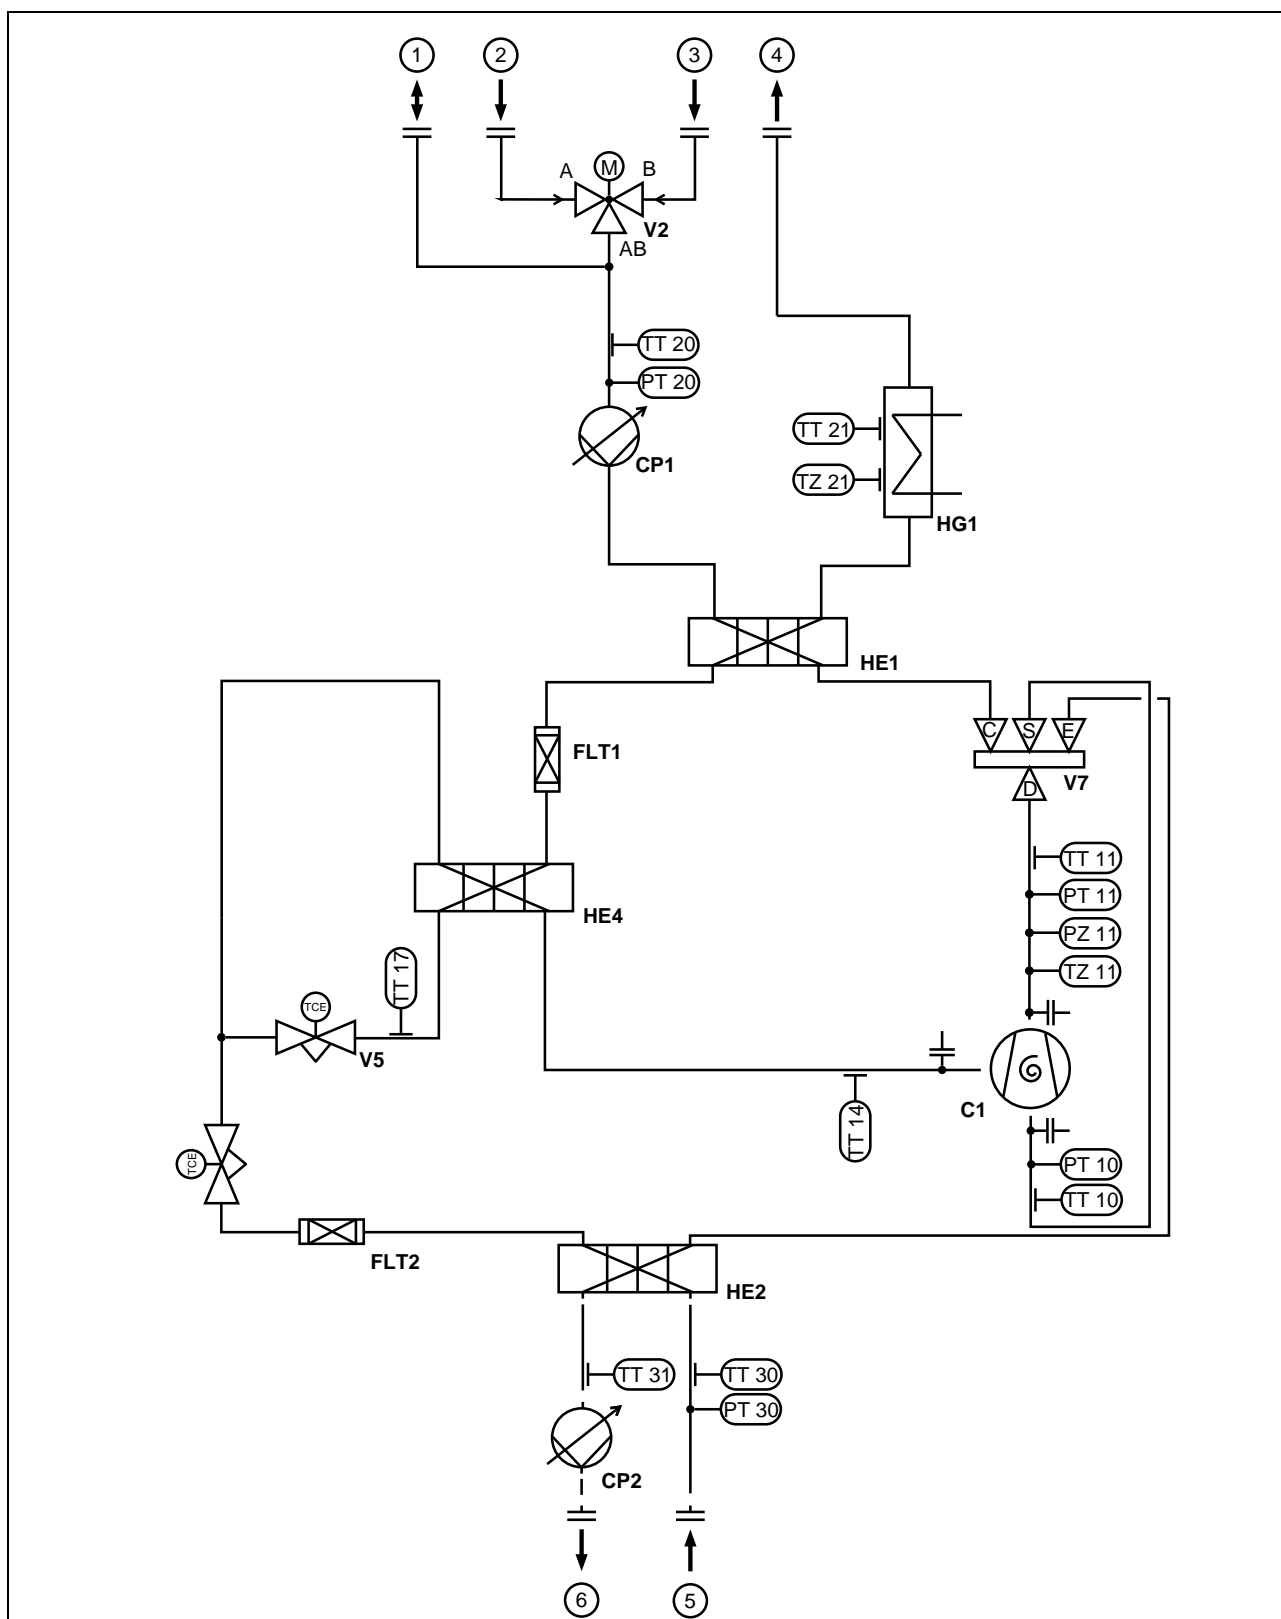 1
2
3
4
A
M
B
V2
AB
TT 20
PT 20
CP1
TT 21
TZ 21
HG1
HE1
C
S
E
V7
D
FLT1
TT 11
PT 11
PZ 11
TZ 11
HE4
TT 17
TCE
V5
C1
TT 14
TCE
PT 10
TT 10
FLT2
HE2
TT 31
TT 30
PT 30
CP2
6
5